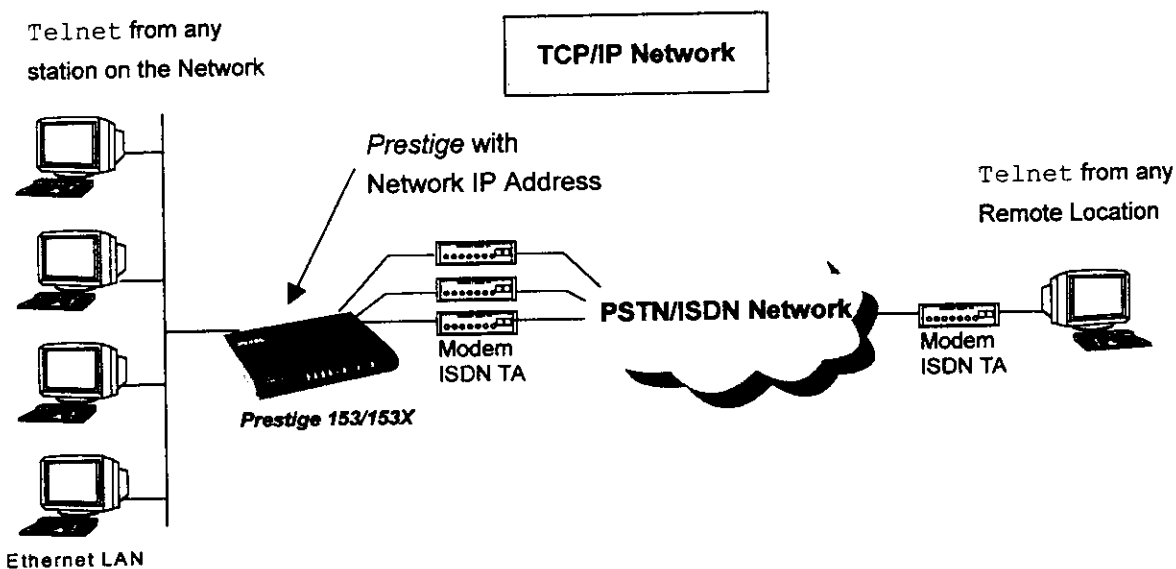 Telnet from any
station on the Network
TCP/IP Network
Prestige with
Network IP Address
Telnet from any
Remote Location
PSTN/ISDN Network
Modem
ISDN TA
Modem
ISDN TA
Prestige 153/153X
Ethernet LAN